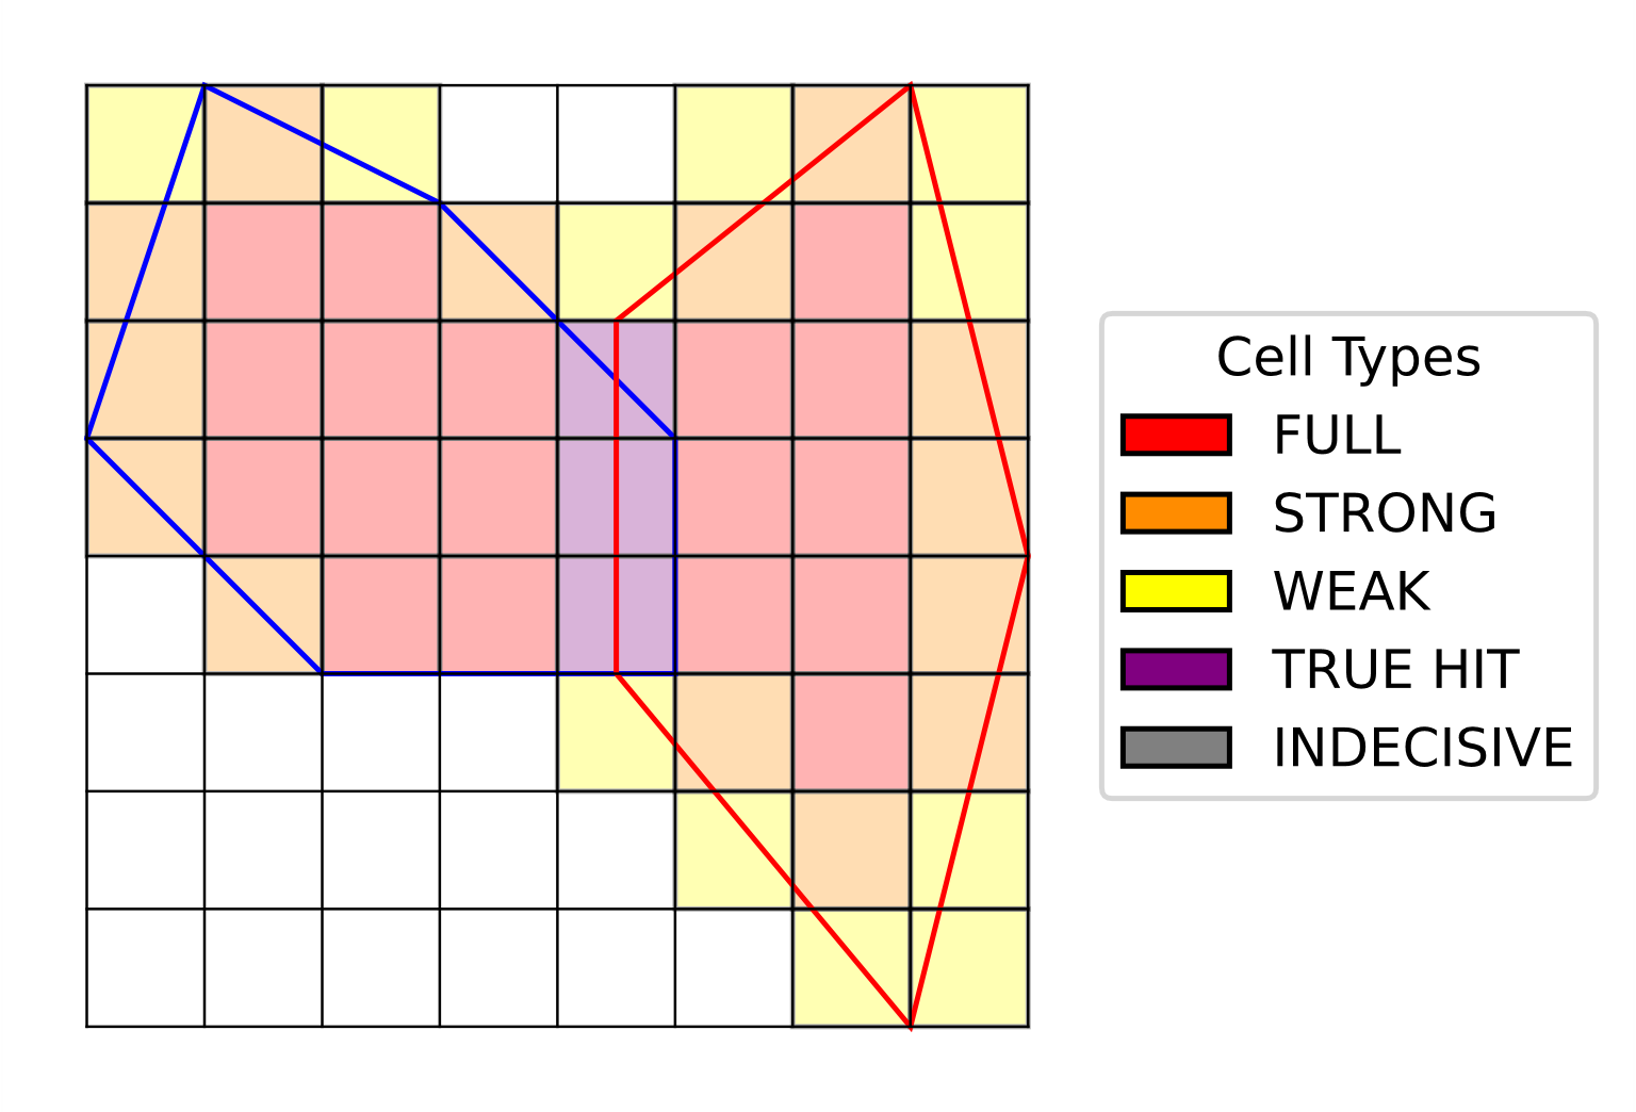 Cell Types
FULL
STRONG
WEAK
TRUE HIT
INDECISIVE